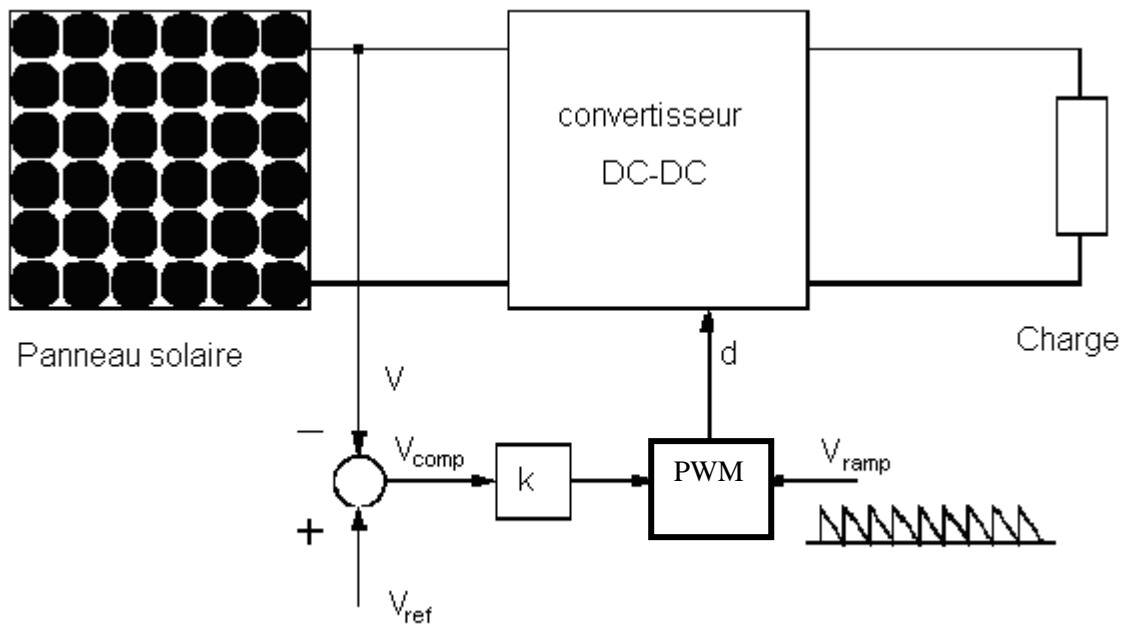 convertisseur
DC-DC
Panneau solaire
Charge
d
V
−
V_comp
k
PWM
V_ramp
+
V_ref